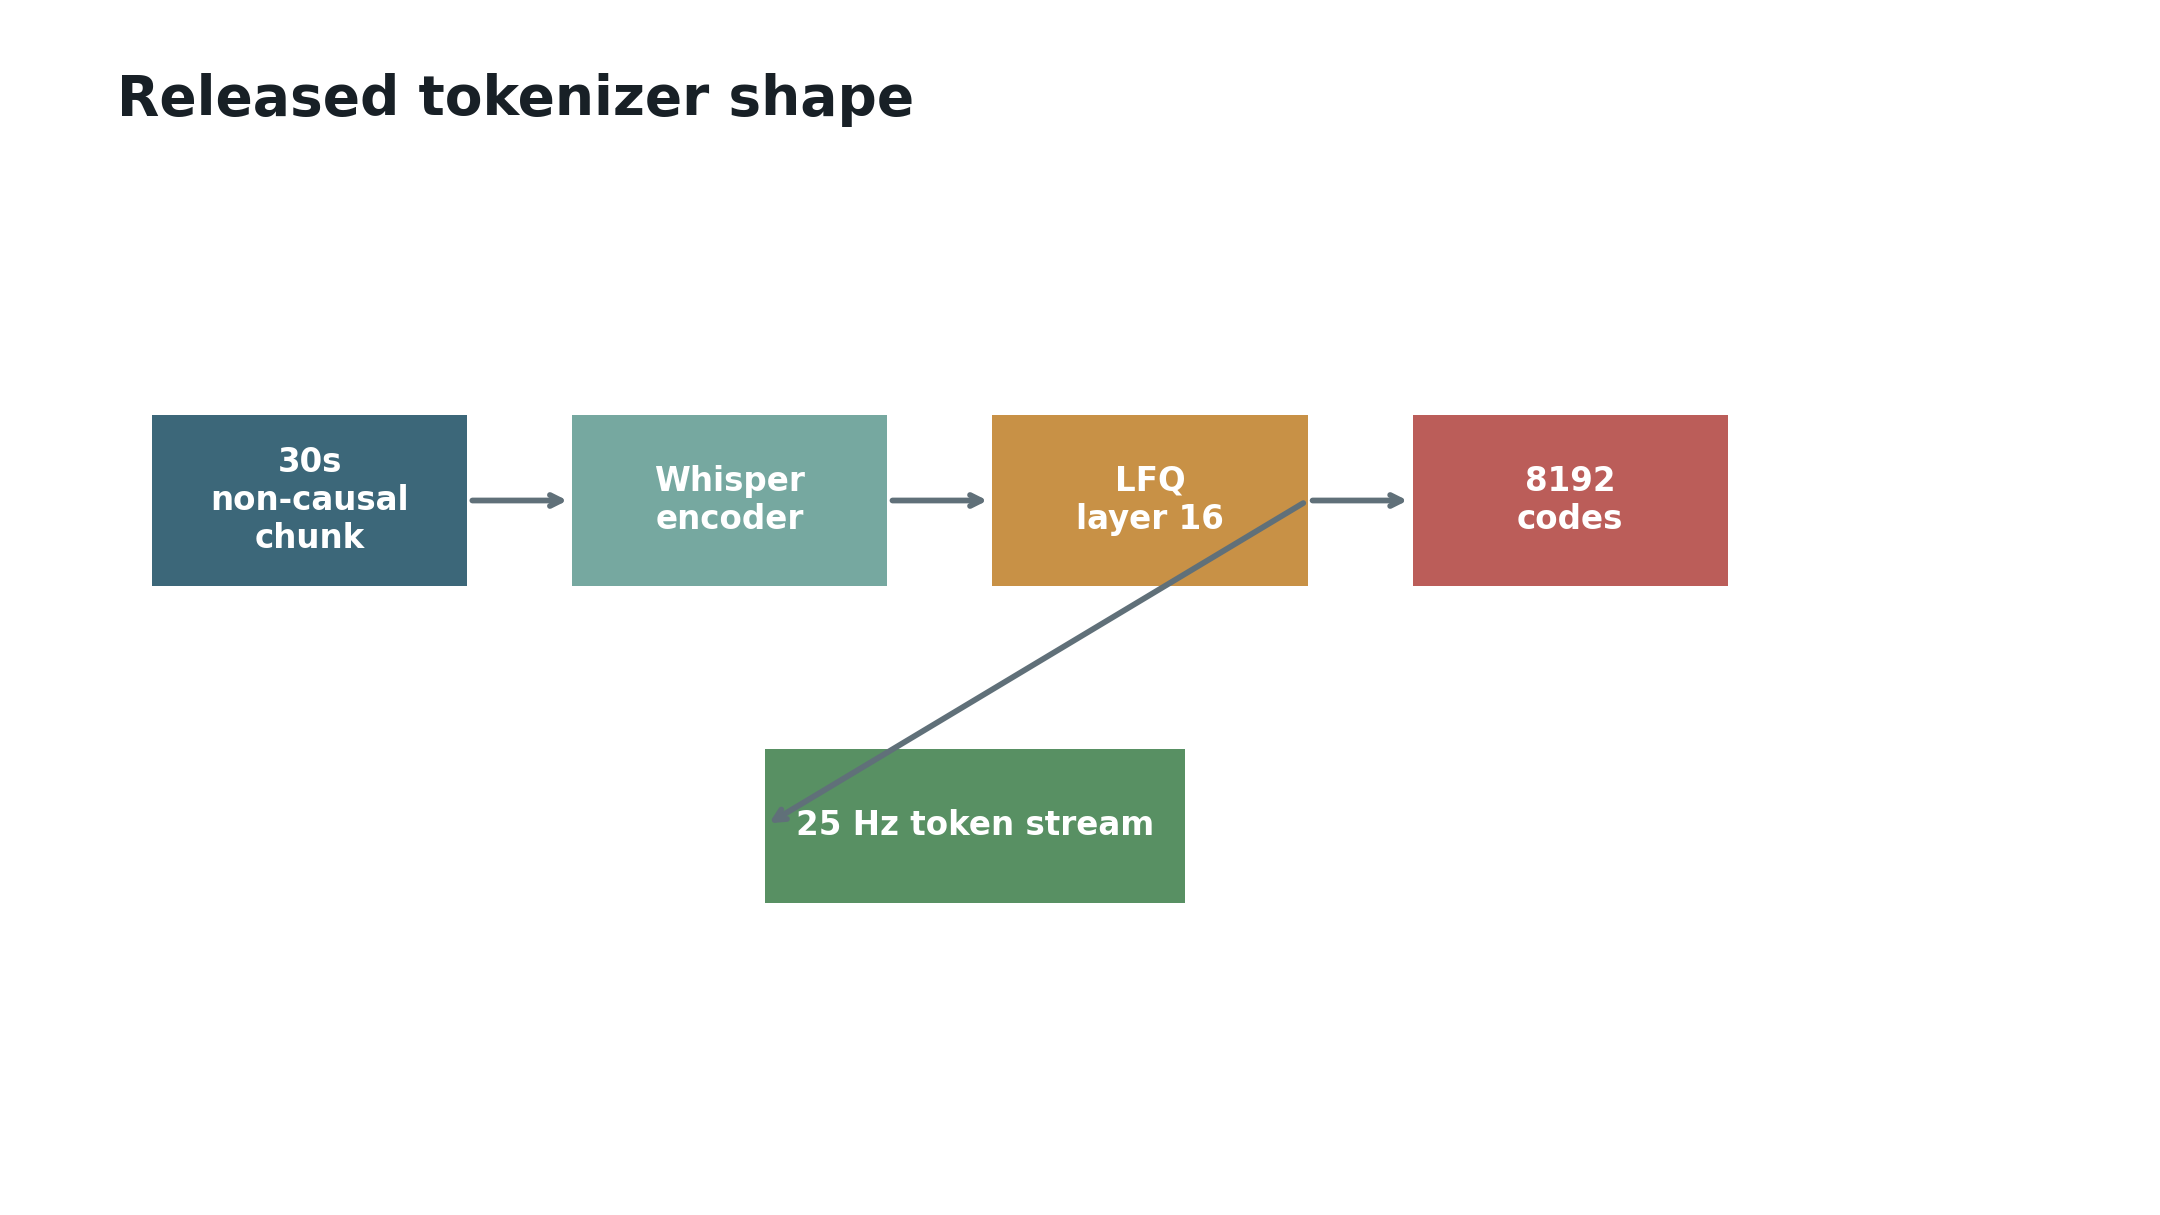 Released tokenizer shape
30s
non-causal
chunk
Whisper
encoder
LFQ
layer 16
8192
codes
25 Hz token stream